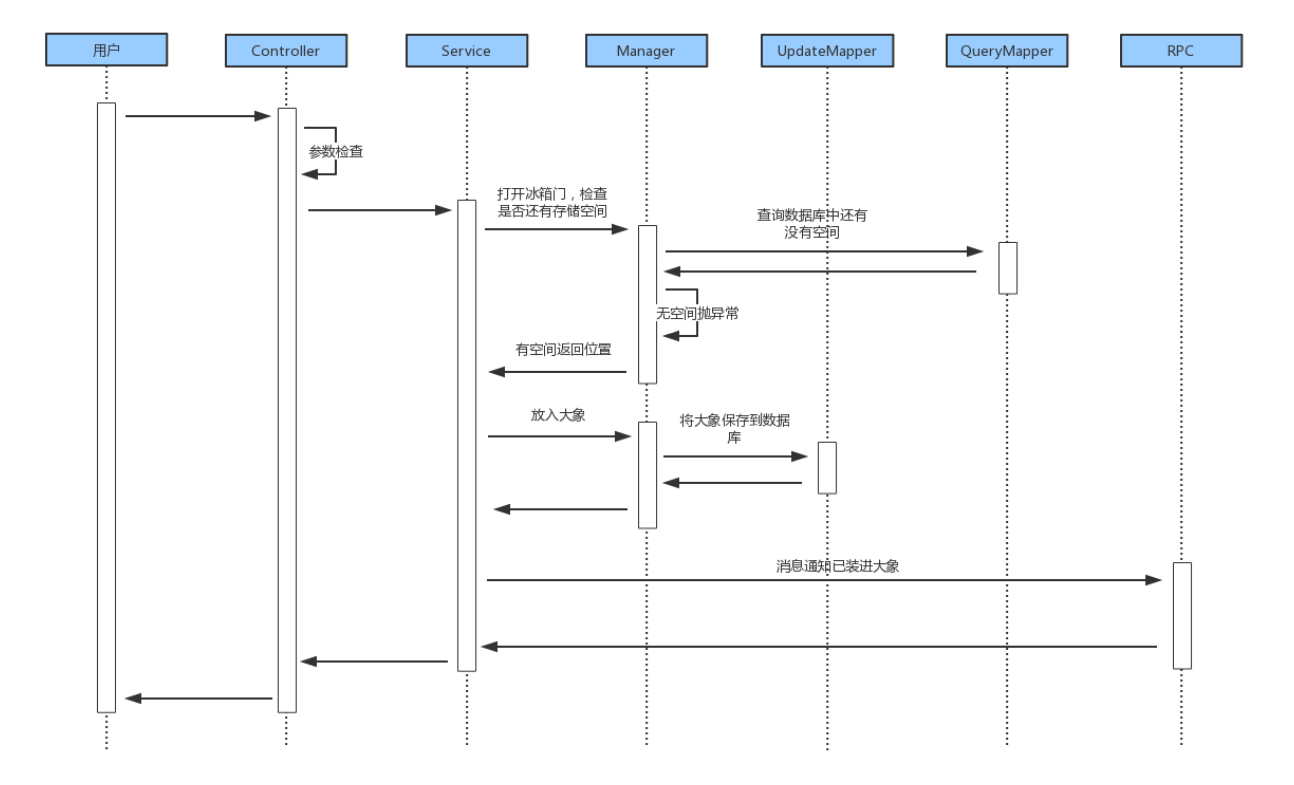 用户
Controller
Service
Manager
UpdateMapper
QueryMapper
RPC
参数检查
打开冰箱门，检查
是否还有存储空间
查询数据库中还有
没有空间
无空间抛异常
有空间返回位置
放入大象
将大象保存到数据
库
消息通知已装进大象